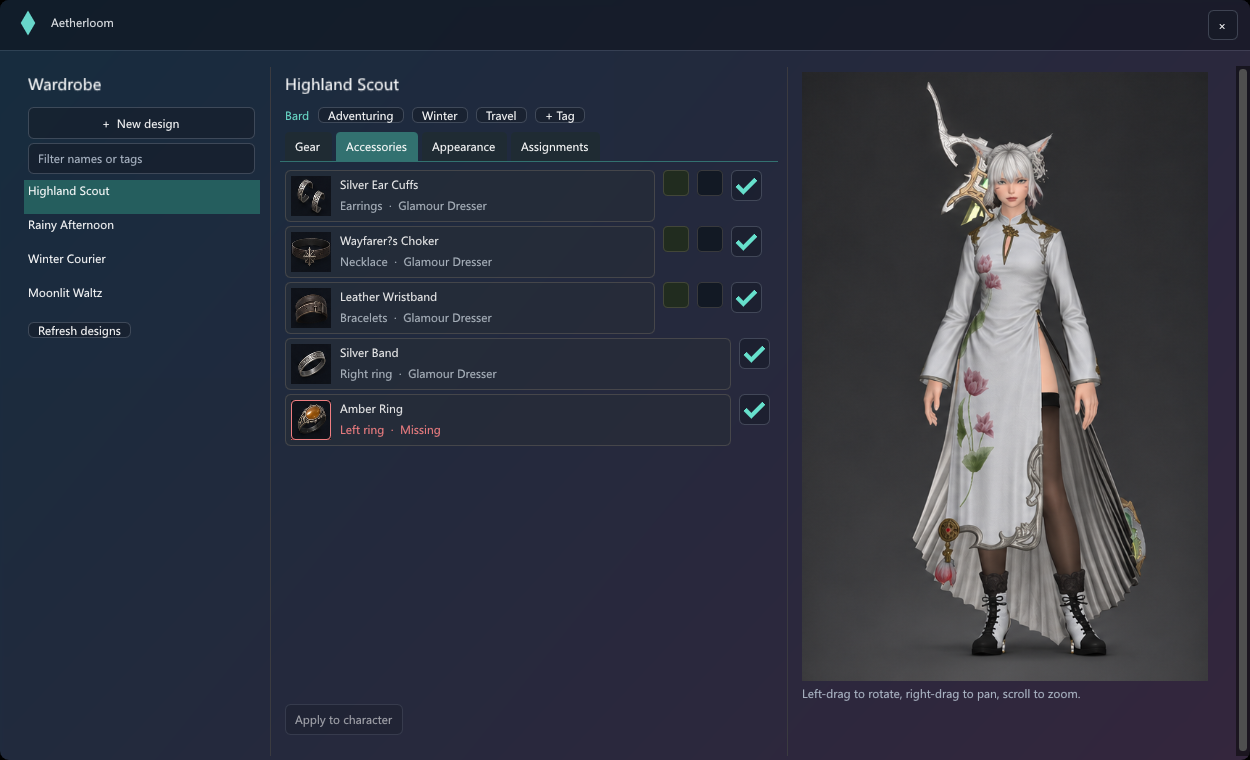 Aetherloom
×
Wardrobe
+ New design
Filter names or tags
Highland Scout
Rainy Afternoon
Winter Courier
Moonlit Waltz
Refresh designs
Highland Scout
Bard Adventuring Winter Travel + Tag
Gear Accessories Appearance Assignments
Silver Ear Cuffs
Earrings · Glamour Dresser
Wayfarer?s Choker
Necklace · Glamour Dresser
Leather Wristband
Bracelets · Glamour Dresser
Silver Band
Right ring · Glamour Dresser
Amber Ring
Left ring · Missing
Apply to character
Left-drag to rotate, right-drag to pan, scroll to zoom.